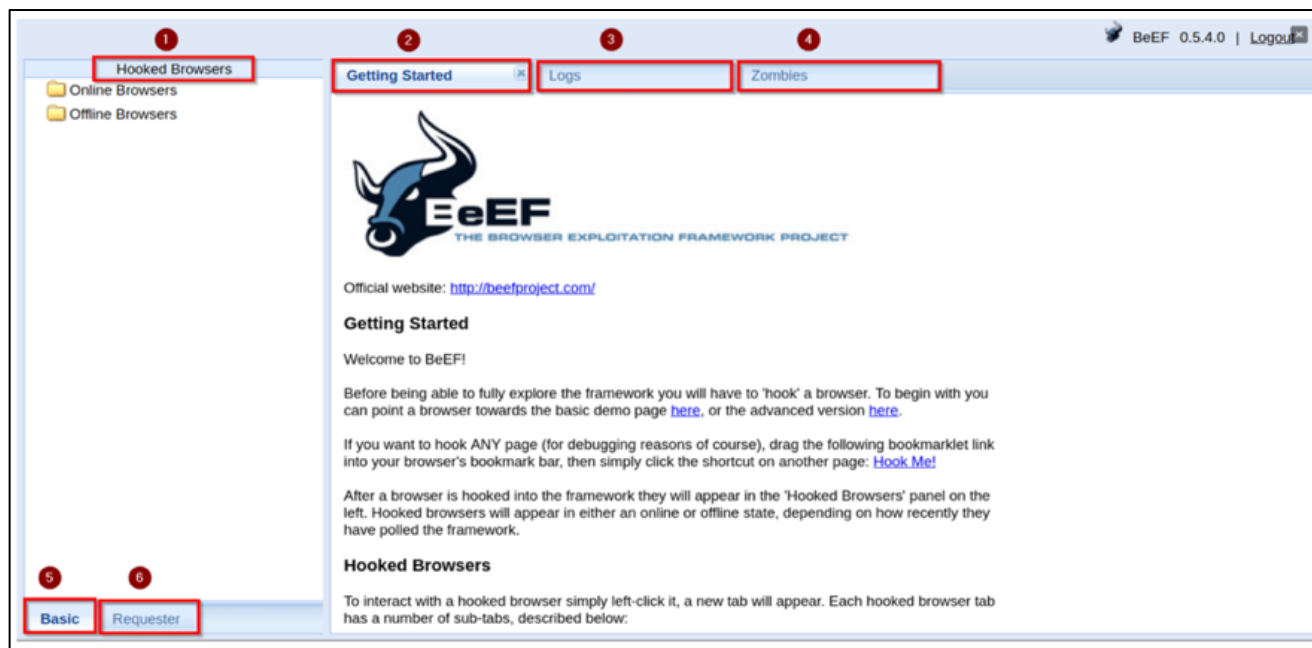 1
2
3
4
BeEF 0.5.4.0 | Logout
Hooked Browsers
Getting Started
Logs
Zombies
Online Browsers
Offline Browsers
BeEF
THE BROWSER EXPLOITATION FRAMEWORK PROJECT
Official website: http://beefproject.com/
Getting Started
Welcome to BeEF!
Before being able to fully explore the framework you will have to 'hook' a browser. To begin with you
can point a browser towards the basic demo page here, or the advanced version here.
If you want to hook ANY page (for debugging reasons of course), drag the following bookmarklet link
into your browser's bookmark bar, then simply click the shortcut on another page: Hook Me!
After a browser is hooked into the framework they will appear in the 'Hooked Browsers' panel on the
left. Hooked browsers will appear in either an online or offline state, depending on how recently they
have polled the framework.
Hooked Browsers
To interact with a hooked browser simply left-click it, a new tab will appear. Each hooked browser tab
has a number of sub-tabs, described below:
5
6
Basic
Requester